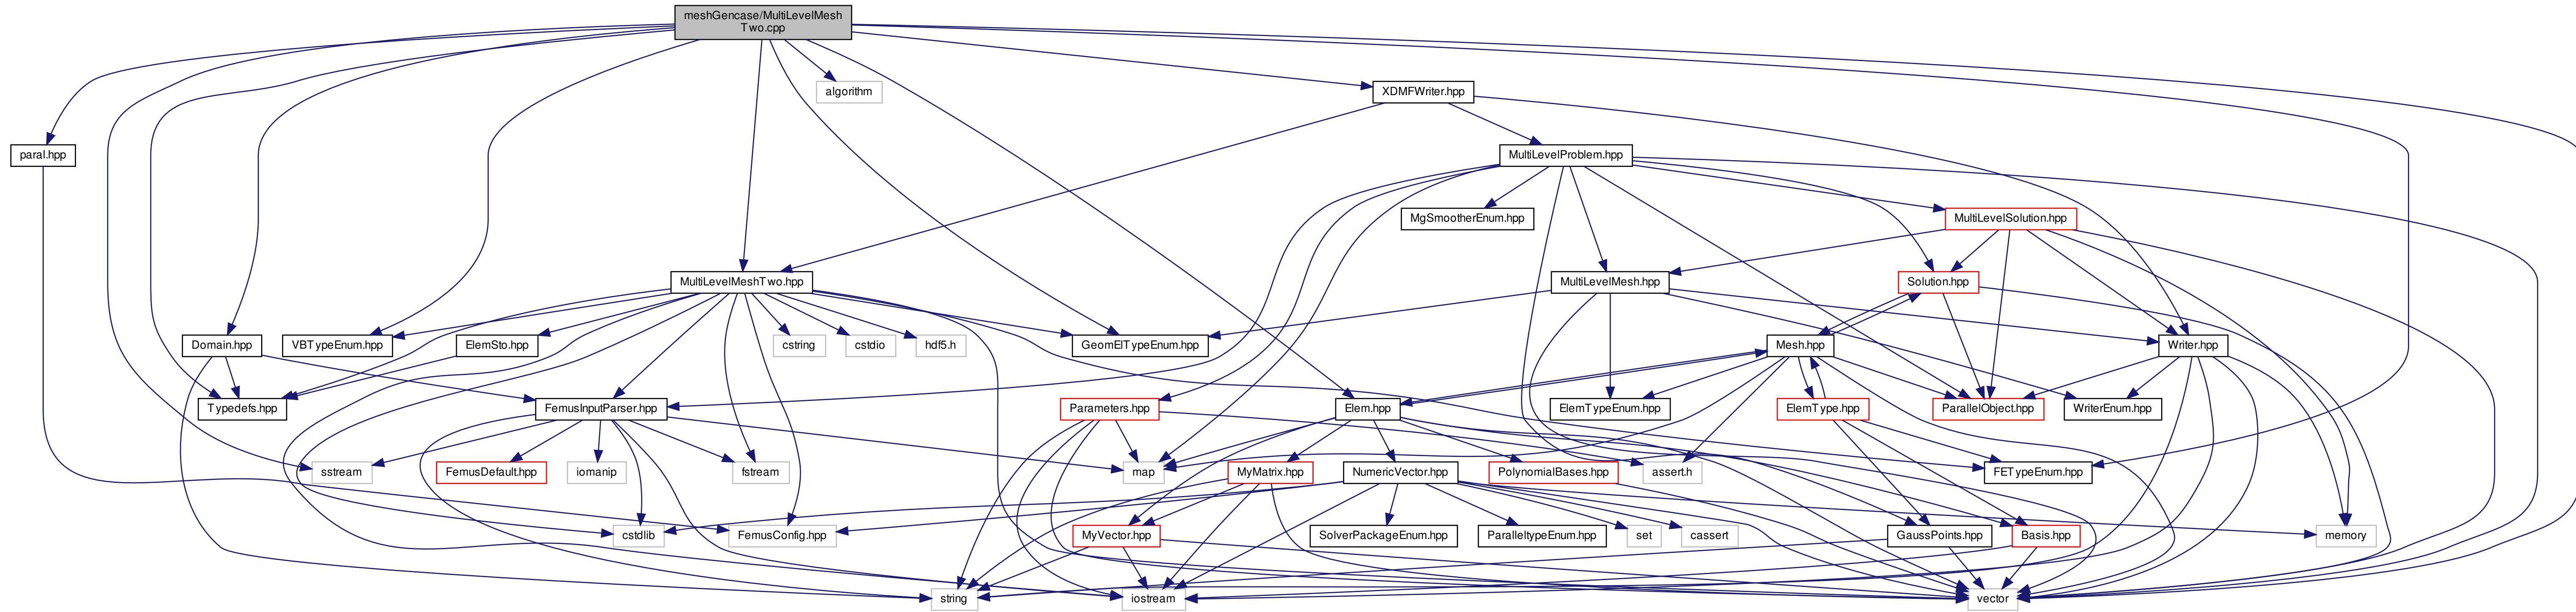 meshGencase/MultiLevelMesh
Two.cpp
algorithm
XDMFWriter.hpp
paral.hpp
MultiLevelProblem.hpp
MgSmootherEnum.hpp
MultiLevelSolution.hpp
MultiLevelMeshTwo.hpp
MultiLevelMesh.hpp
Solution.hpp
Domain.hpp
VBTypeEnum.hpp
ElemSto.hpp
cstring
cstdio
hdf5.h
GeomElTypeEnum.hpp
Mesh.hpp
Writer.hpp
Typedefs.hpp
FemusInputParser.hpp
Parameters.hpp
Elem.hpp
ElemTypeEnum.hpp
ElemType.hpp
ParallelObject.hpp
WriterEnum.hpp
sstream
FemusDefault.hpp
iomanip
fstream
map
MyMatrix.hpp
NumericVector.hpp
PolynomialBases.hpp
assert.h
FETypeEnum.hpp
cstdlib
FemusConfig.hpp
MyVector.hpp
SolverPackageEnum.hpp
ParalleltypeEnum.hpp
set
cassert
GaussPoints.hpp
Basis.hpp
memory
string
iostream
vector